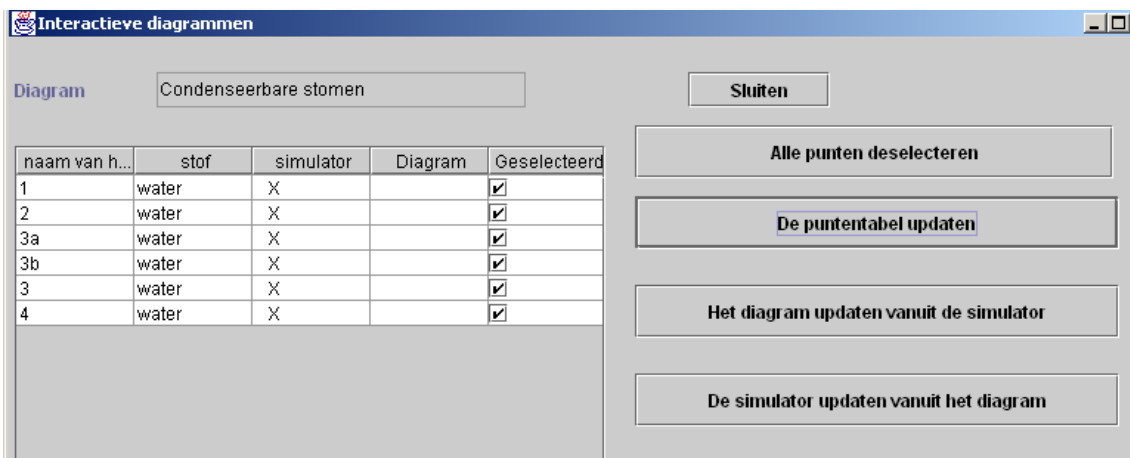 Interactieve diagrammen
Diagram Condenseerbare stomen Sluiten
Alle punten deselecteren
naam van h... stof simulator Diagram Geselecteerd
1 water X
2 water X
De puntentabel updaten
3a water X
3b water X
3 water X
Het diagram updaten vanuit de simulator
4 water X
De simulator updaten vanuit het diagram